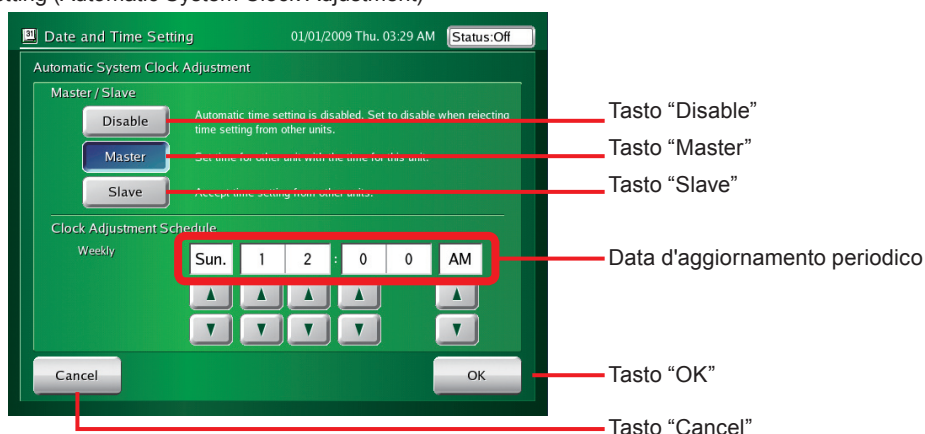 (Automatic System Clock Adjustment)
Date and Time Setting
01/01/2009 Thu. 03:29 AM
Status:Off
Automatic System Clock Adjustment
Master / Slave
Disable
Automatic time setting is disabled. Set to disable when rejecting
time setting from other units.
Tasto “Disable”
Master
Set time for other unit with the time for this unit.
Tasto “Master”
Slave
Accept time setting from other units.
Tasto “Slave”
Clock Adjustment Schedule
Weekly
Sun. 1 2 : 0 0 AM
Data d'aggiornamento periodico
Cancel
OK
Tasto “OK”
Tasto “Cancel”